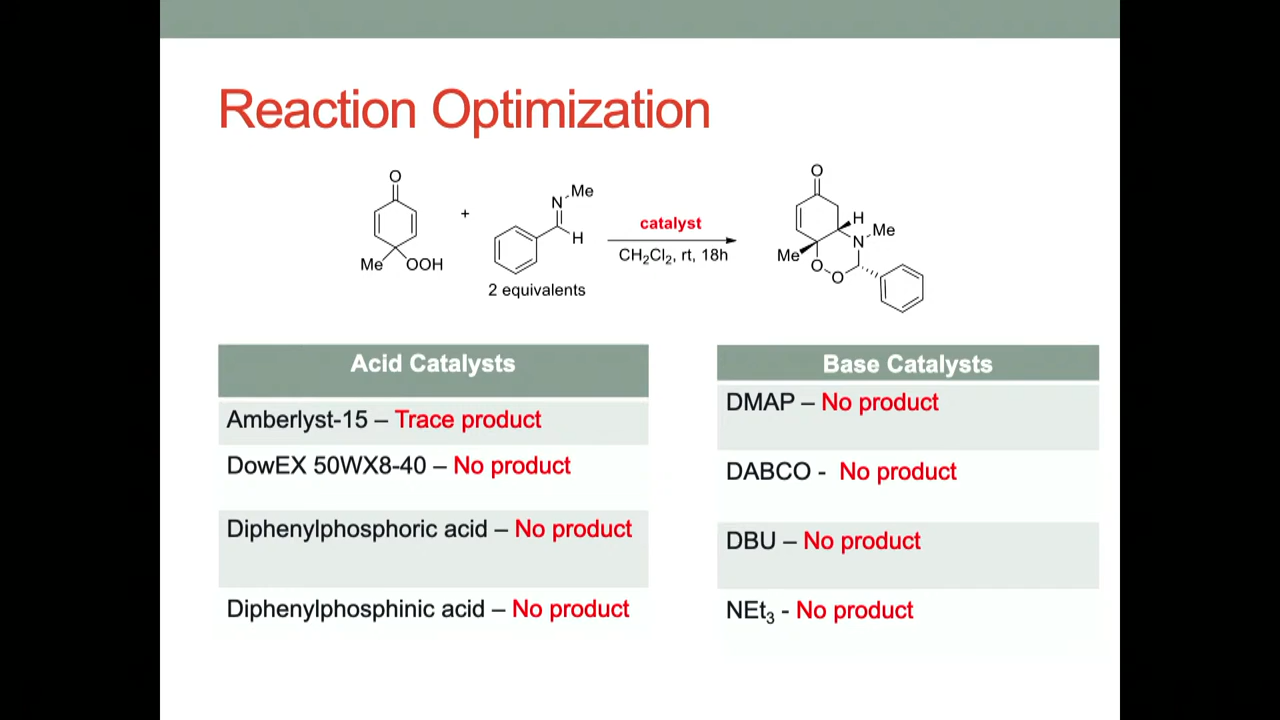 Reaction Optimization
O
Me
OOH
+
N
Me
H
2 equivalents
catalyst
CH₂Cl₂, rt, 18h
O
H
N
Me
Me
O
O
Acid Catalysts
Amberlyst-15 – Trace product
DowEX 50WX8-40 – No product
Diphenylphosphoric acid – No product
Diphenylphosphinic acid – No product
Base Catalysts
DMAP – No product
DABCO - No product
DBU – No product
NEt₃ - No product